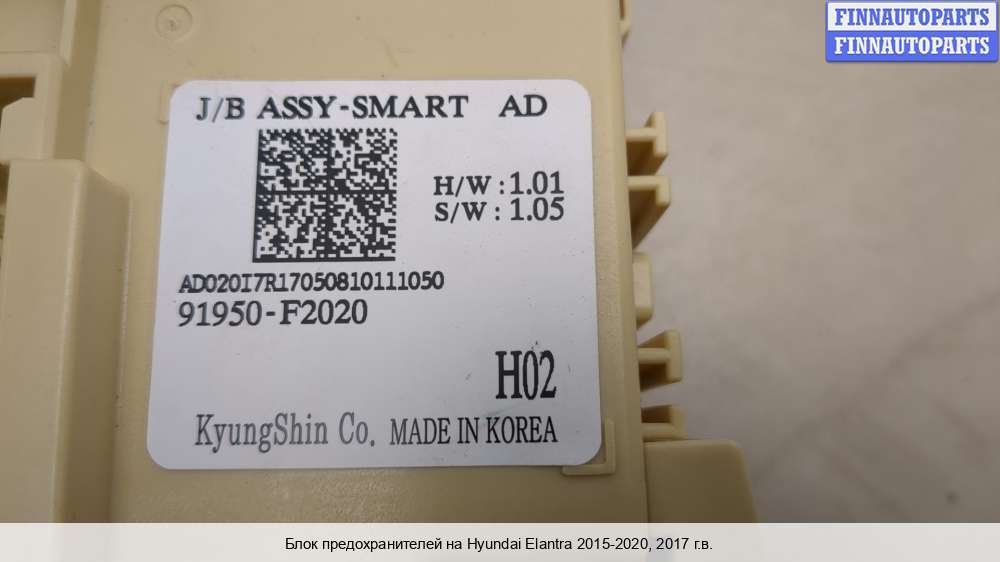 FINNAUTOPARTS
FINNAUTOPARTS
J/B ASSY-SMART AD
H/W : 1.01
S/W : 1.05
AD020I7R17050810111050
91950-F2020
H02
KyungShin Co. MADE IN KOREA
Блок предохранителей на Hyundai Elantra 2015-2020, 2017 г.в.